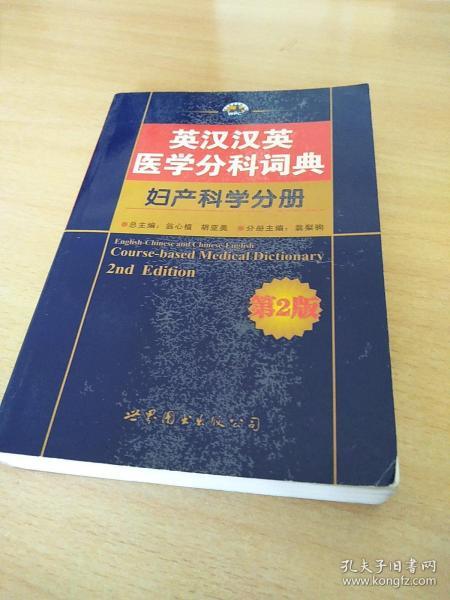 英汉汉英
医学分科词典
妇产科学分册
总主编：翁心植 胡亚美 分册主编：翁梨驹
English-Chinese and Chinese-English
Course-based Medical Dictionary
2nd Edition
第2版
世界图书出版公司
孔夫子旧书网
www.kongfz.com